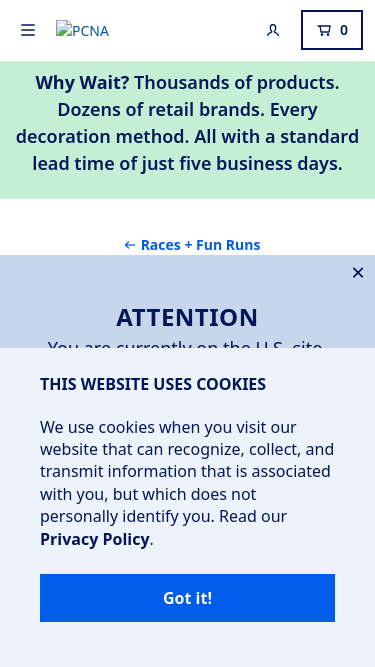 PCNA
0
Why Wait? Thousands of products.
Dozens of retail brands. Every
decoration method. All with a standard
lead time of just five business days.
← Races + Fun Runs
×
ATTENTION
You are currently on the U.S. site
THIS WEBSITE USES COOKIES
We use cookies when you visit our
website that can recognize, collect, and
transmit information that is associated
with you, but which does not
personally identify you. Read our
Privacy Policy.
Got it!